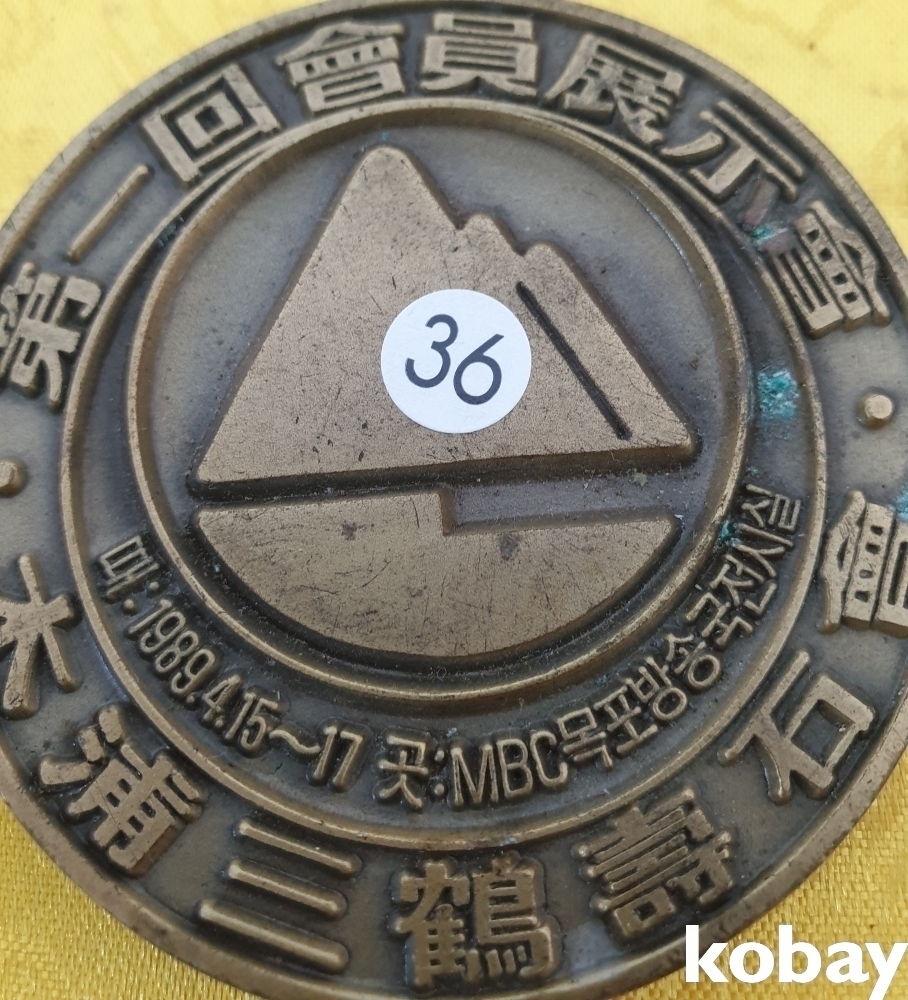 第一回會員展示會
36
때:1989.4.15~17 곳:MBC목포방송국전시실
木浦三鶴壽石會
kobay